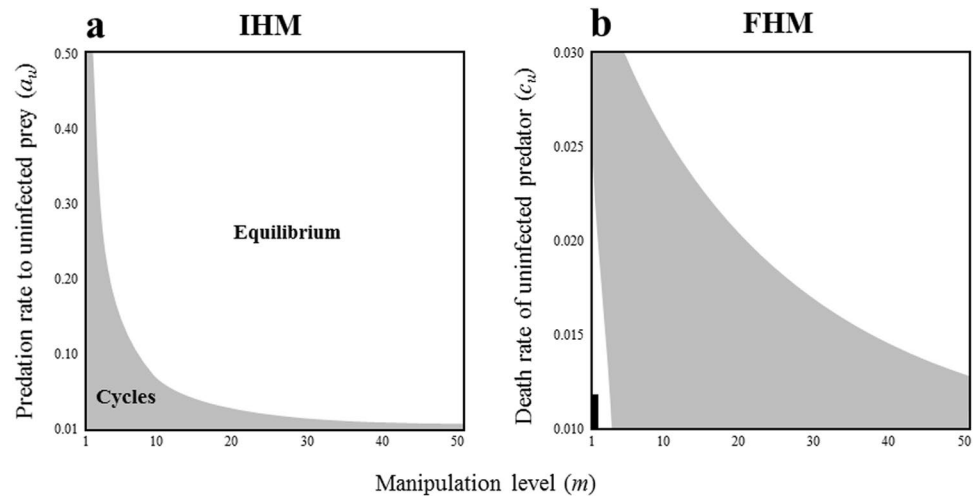 a IHM
Predation rate to uninfected prey (a_u)
0.50
0.40
0.30
0.20
0.10
0.01
Equilibrium
Cycles
1 10 20 30 40 50
b FHM
Death rate of uninfected predator (c_u)
0.030
0.025
0.020
0.015
0.010
1 10 20 30 40 50
Manipulation level (m)